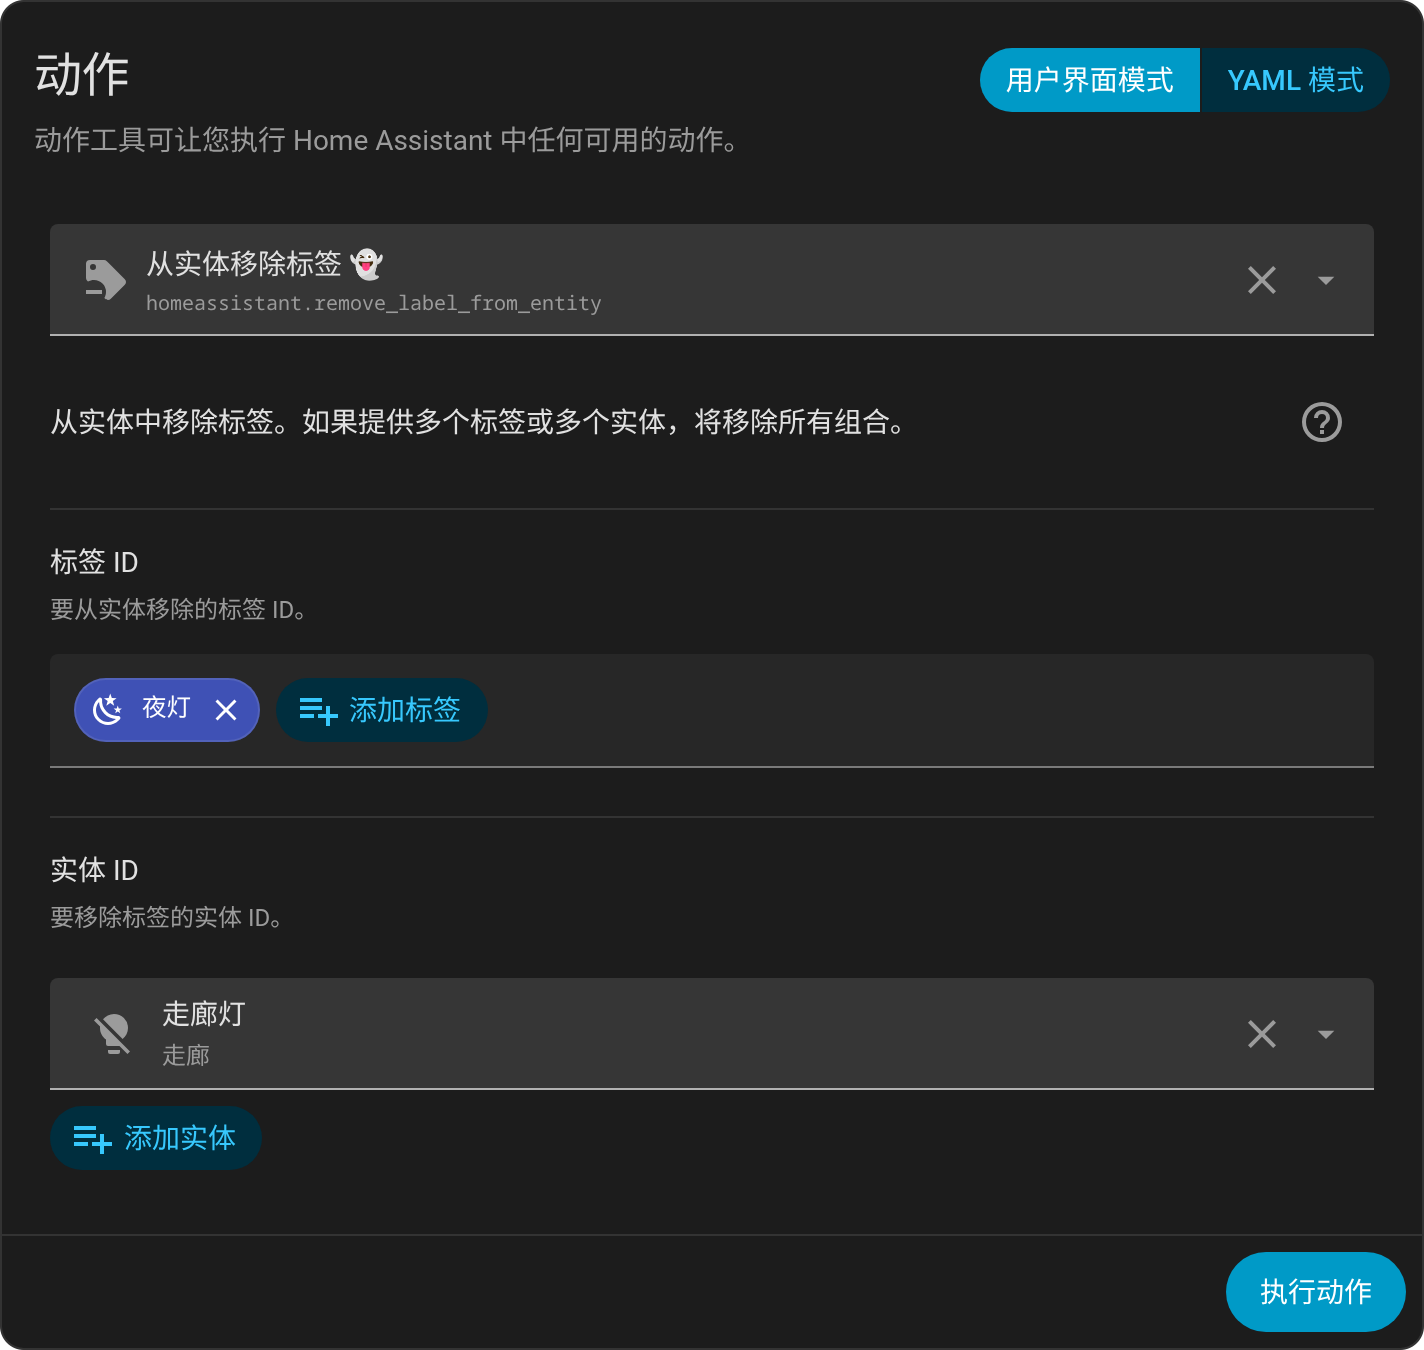 动作
用户界面模式
YAML 模式
动作工具可让您执行 Home Assistant 中任何可用的动作。
从实体移除标签 👻
homeassistant.remove_label_from_entity
从实体中移除标签。如果提供多个标签或多个实体，将移除所有组合。
标签 ID
要从实体移除的标签 ID。
夜灯
添加标签
实体 ID
要移除标签的实体 ID。
走廊灯
走廊
添加实体
执行动作